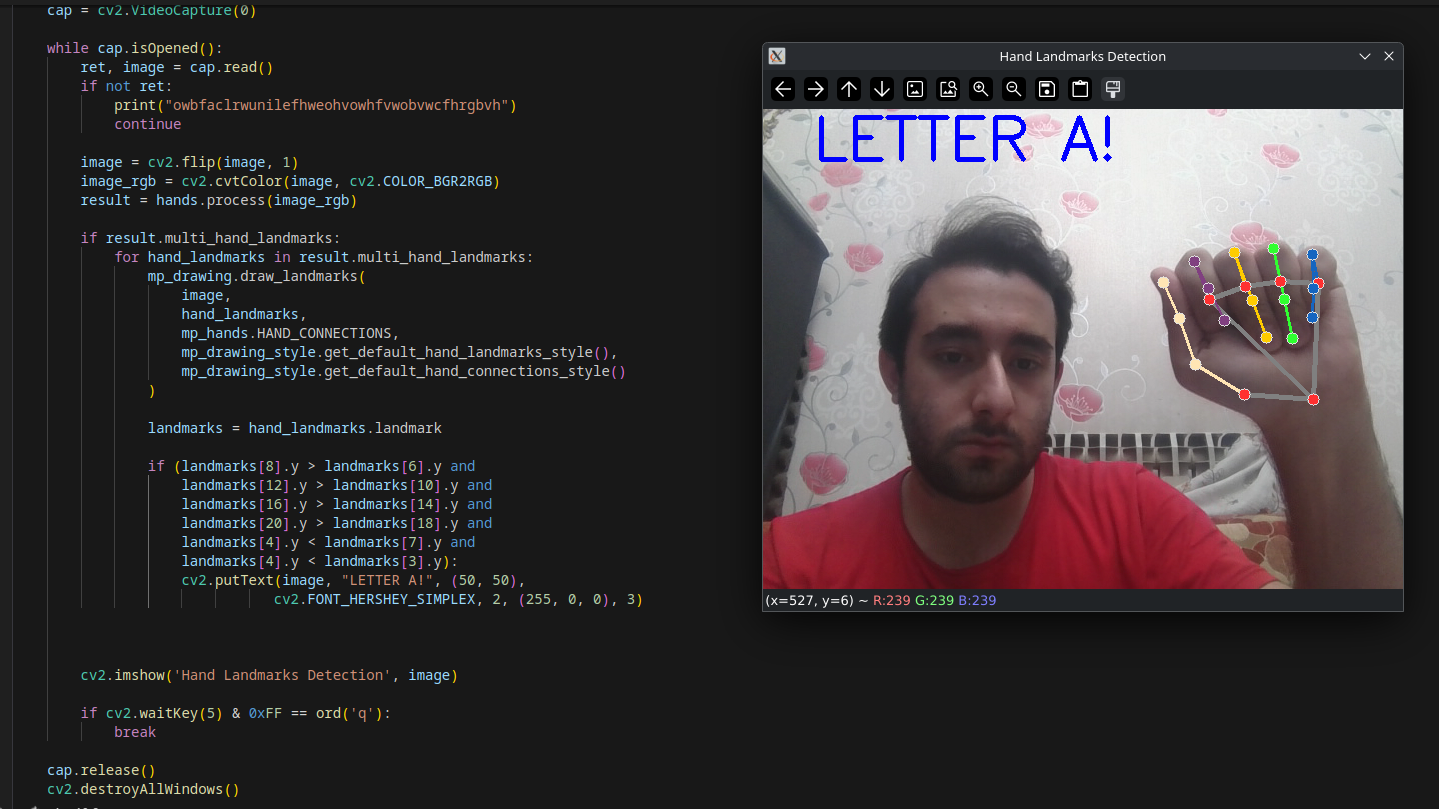 cap = cv2.VideoCapture(0)
while cap.isOpened():
ret, image = cap.read()
if not ret:
print("owbfaclrwunilefhweohvowhfvwobvwcfhrgbvh")
continue
image = cv2.flip(image, 1)
image_rgb = cv2.cvtColor(image, cv2.COLOR_BGR2RGB)
result = hands.process(image_rgb)
if result.multi_hand_landmarks:
for hand_landmarks in result.multi_hand_landmarks:
mp_drawing.draw_landmarks(
image,
hand_landmarks,
mp_hands.HAND_CONNECTIONS,
mp_drawing_style.get_default_hand_landmarks_style(),
mp_drawing_style.get_default_hand_connections_style()
)
landmarks = hand_landmarks.landmark
if (landmarks[8].y > landmarks[6].y and
landmarks[12].y > landmarks[10].y and
landmarks[16].y > landmarks[14].y and
landmarks[20].y > landmarks[18].y and
landmarks[4].y < landmarks[7].y and
landmarks[4].y < landmarks[3].y):
cv2.putText(image, "LETTER A!", (50, 50),
cv2.FONT_HERSHEY_SIMPLEX, 2, (255, 0, 0), 3)
cv2.imshow('Hand Landmarks Detection', image)
if cv2.waitKey(5) & 0xFF == ord('q'):
break
cap.release()
cv2.destroyAllWindows()
Hand Landmarks Detection
LETTER A!
(x=527, y=6) ~ R:239 G:239 B:239